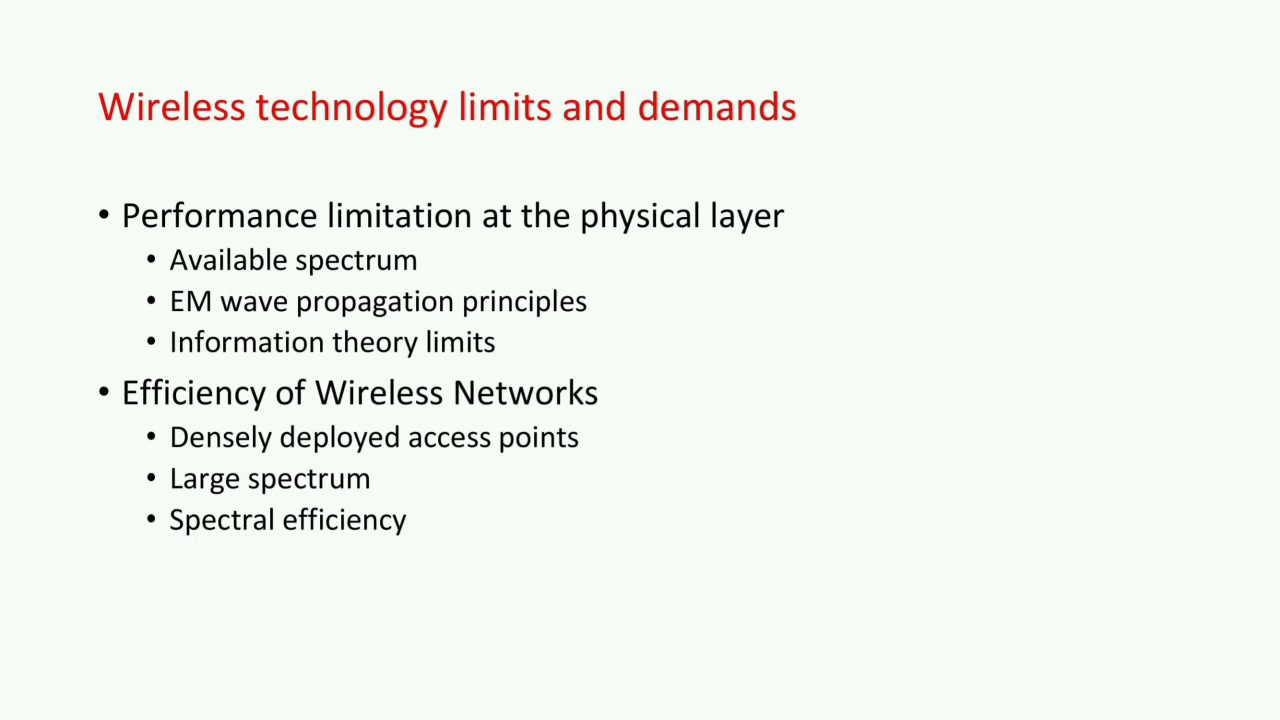 Wireless technology limits and demands
• Performance limitation at the physical layer
• Available spectrum
• EM wave propagation principles
• Information theory limits
• Efficiency of Wireless Networks
• Densely deployed access points
• Large spectrum
• Spectral efficiency